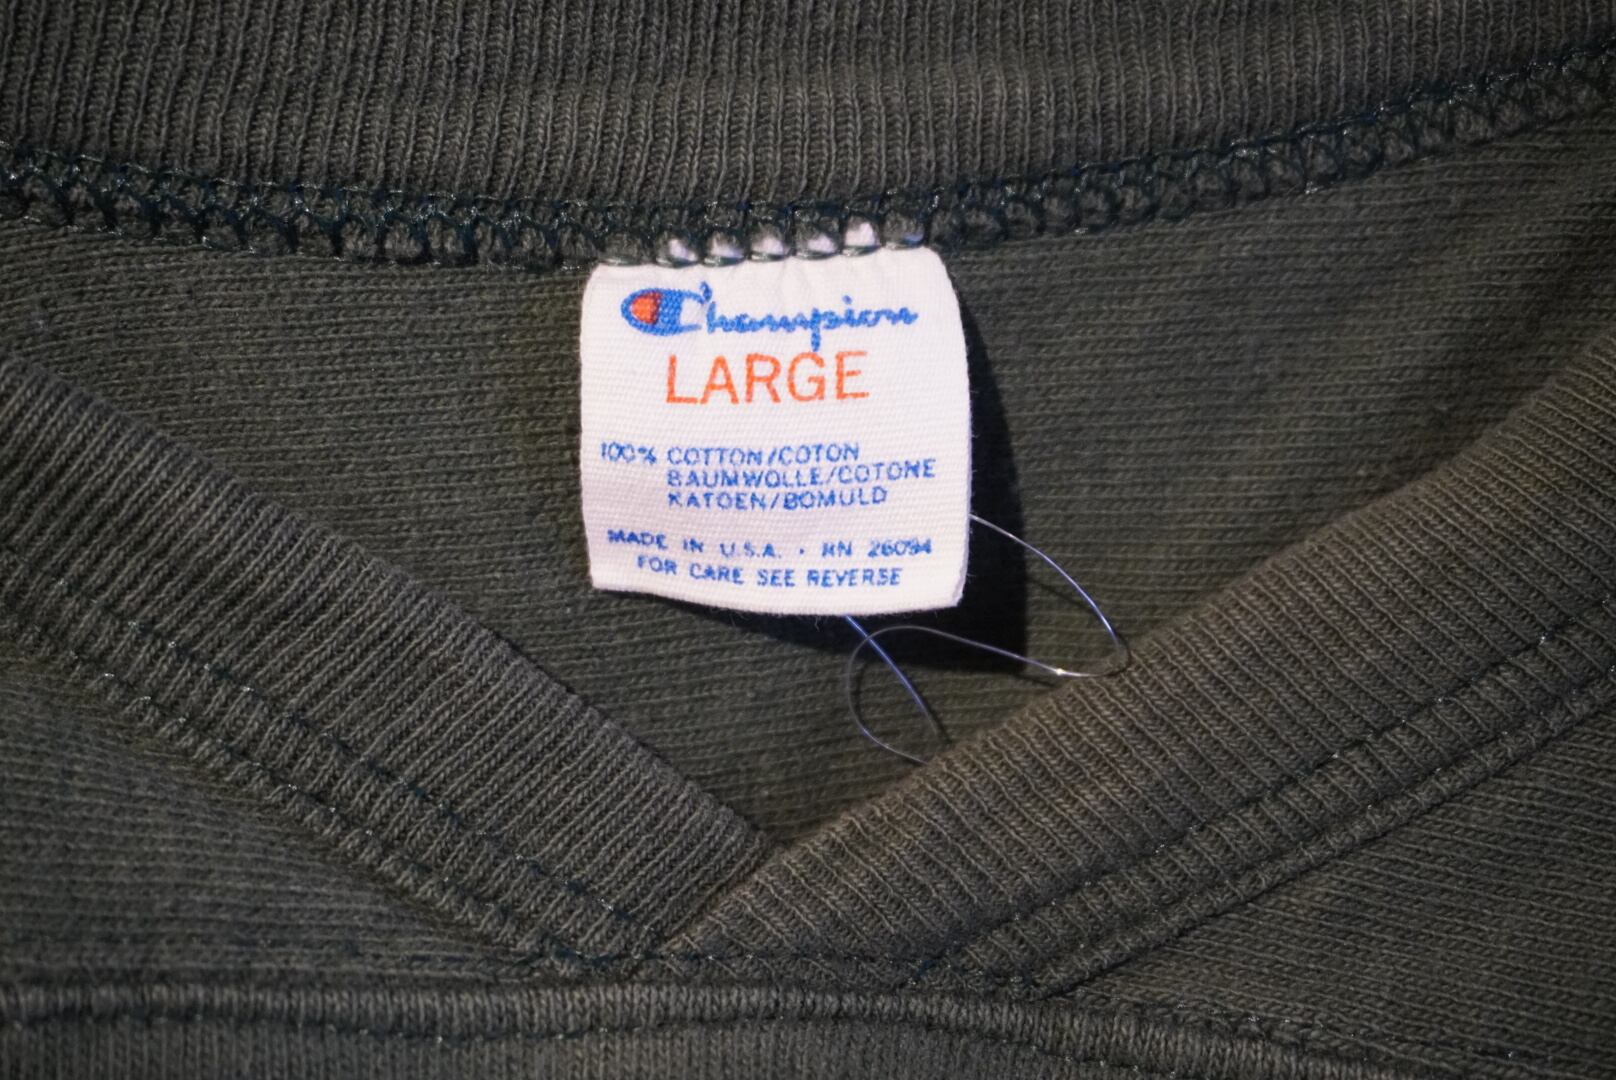 Champion
LARGE
100% COTTON/COTON
BAUMWOLLE/COTONE
KATOEN/BOMULD
MADE IN U.S.A. · RN 26094
FOR CARE SEE REVERSE